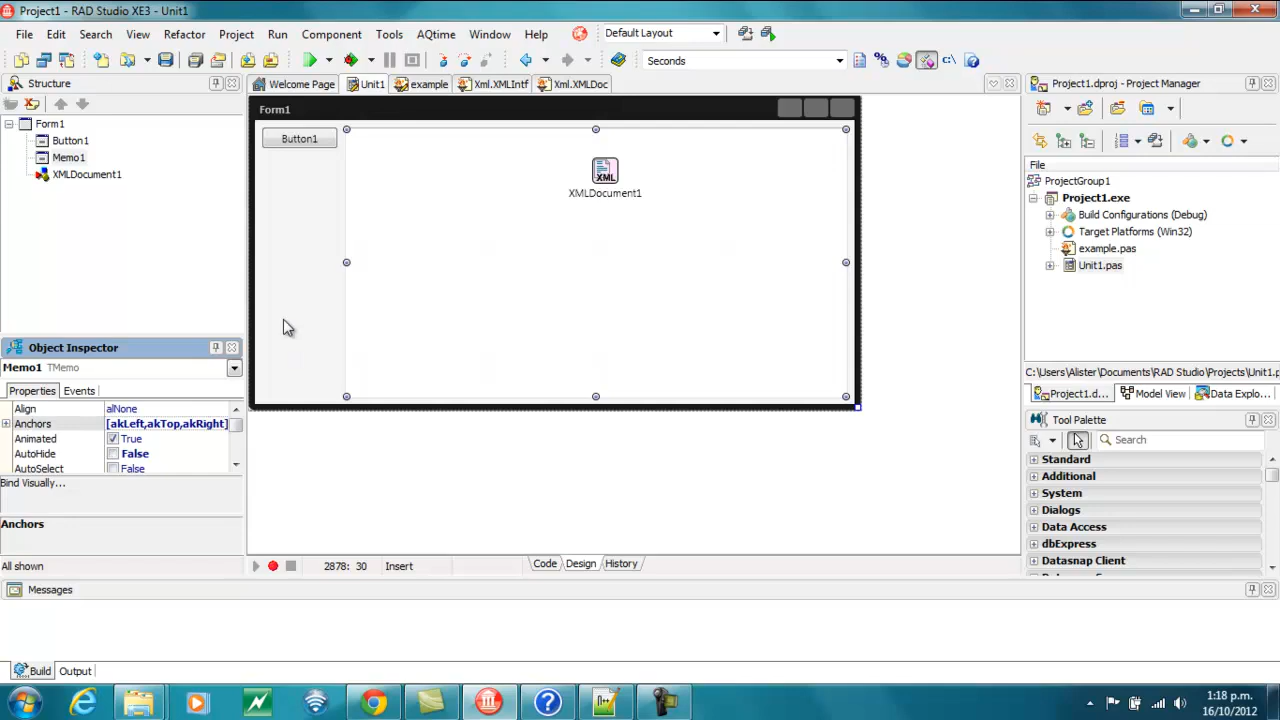 Project1 - RAD Studio XE3 - Unit1
File Edit Search View Refactor Project Run Component Tools AQtime Window Help
Default Layout
Seconds
Structure
Welcome Page Unit1 example Xml.XMLIntf Xml.XMLDoc
Project1.dproj - Project Manager
Form1
Button1
Memo1
XMLDocument1
Form1
Button1
XML
XMLDocument1
File
ProjectGroup1
Project1.exe
Build Configurations (Debug)
Target Platforms (Win32)
example.pas
Unit1.pas
C:\Users\Alister\Documents\RAD Studio\Projects\Unit1.p
Project1.d... Model View Data Explo...
Object Inspector
Memo1 TMemo
Properties Events
Align alNone
Anchors [akLeft,akTop,akRight]
Animated True
AutoHide False
AutoSelect False
Bind Visually...
Anchors
All shown
2878: 30 Insert
Code Design History
Tool Palette
Search
Standard
Additional
System
Dialogs
Data Access
dbExpress
Datasnap Client
Messages
Build Output
1:18 p.m.
16/10/2012